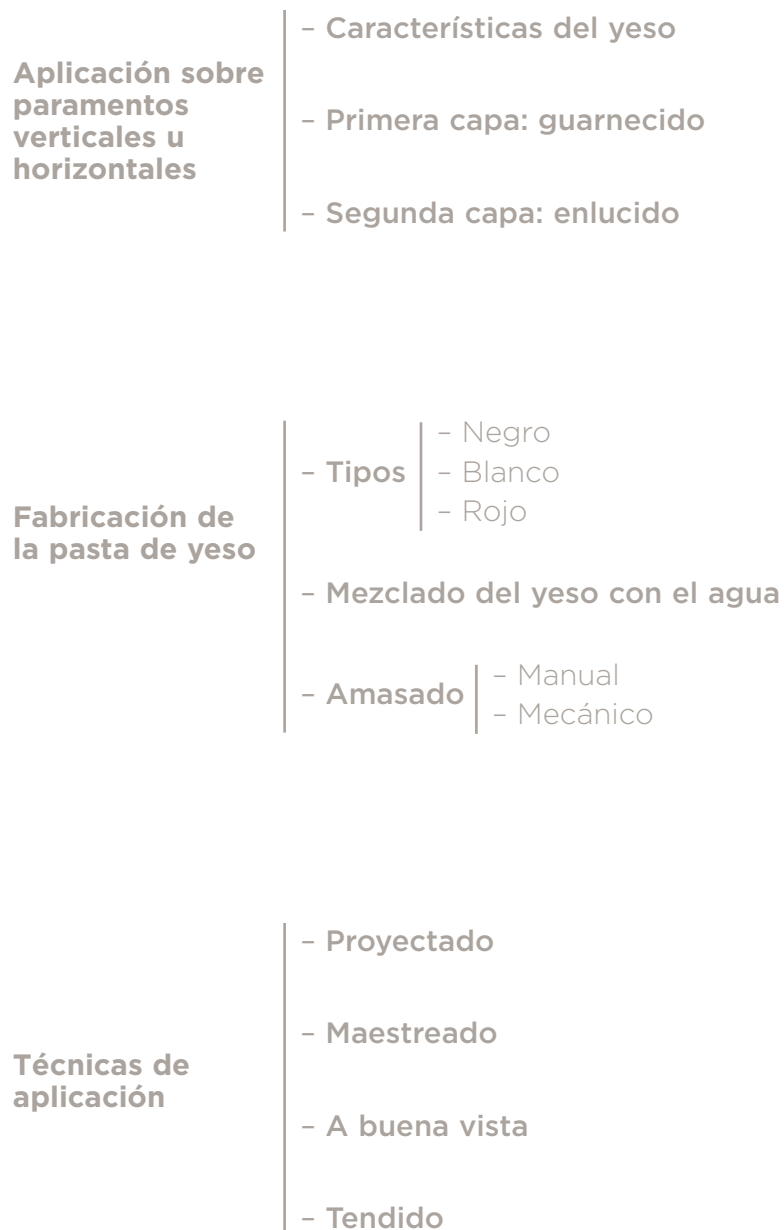 Aplicación sobre
paramentos
verticales u
horizontales
– Características del yeso
– Primera capa: guarnecido
– Segunda capa: enlucido
Fabricación de
la pasta de yeso
– Tipos
– Negro
– Blanco
– Rojo
– Mezclado del yeso con el agua
– Amasado
– Manual
– Mecánico
Técnicas de
aplicación
– Proyectado
– Maestreado
– A buena vista
– Tendido